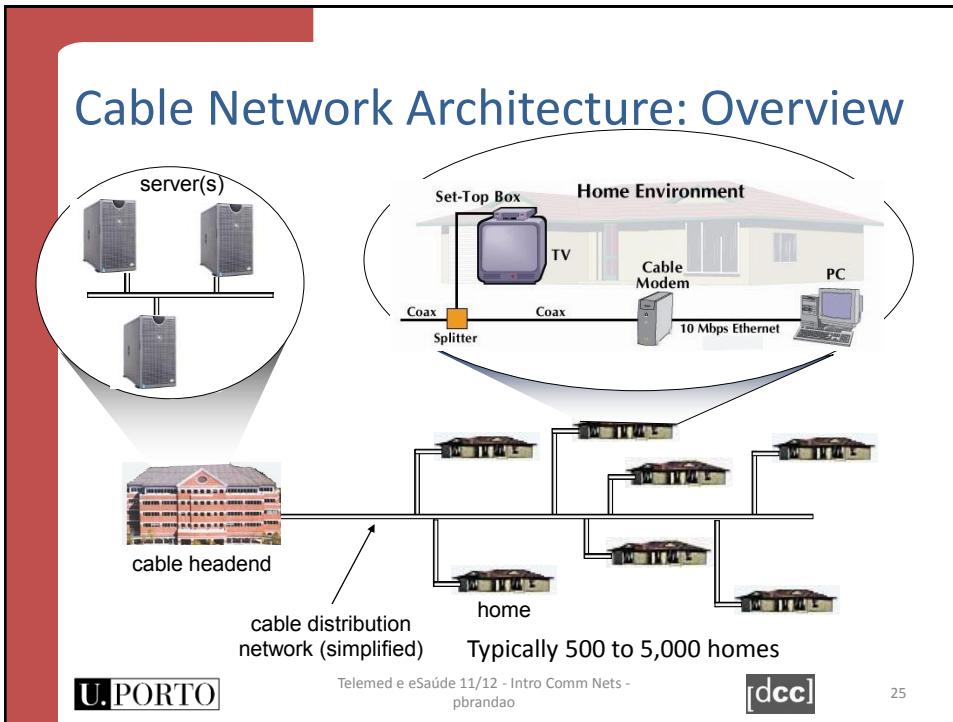 Cable Network Architecture: Overview
server(s)
Home Environment
Set-Top Box
TV
Cable
Modem
PC
Coax
Coax
Splitter
10 Mbps Ethernet
cable headend
home
cable distribution
network (simplified)
Typically 500 to 5,000 homes
U.PORTO
Telemed e eSaúde 11/12 - Intro Comm Nets -
pbrandao
[dcc]
25